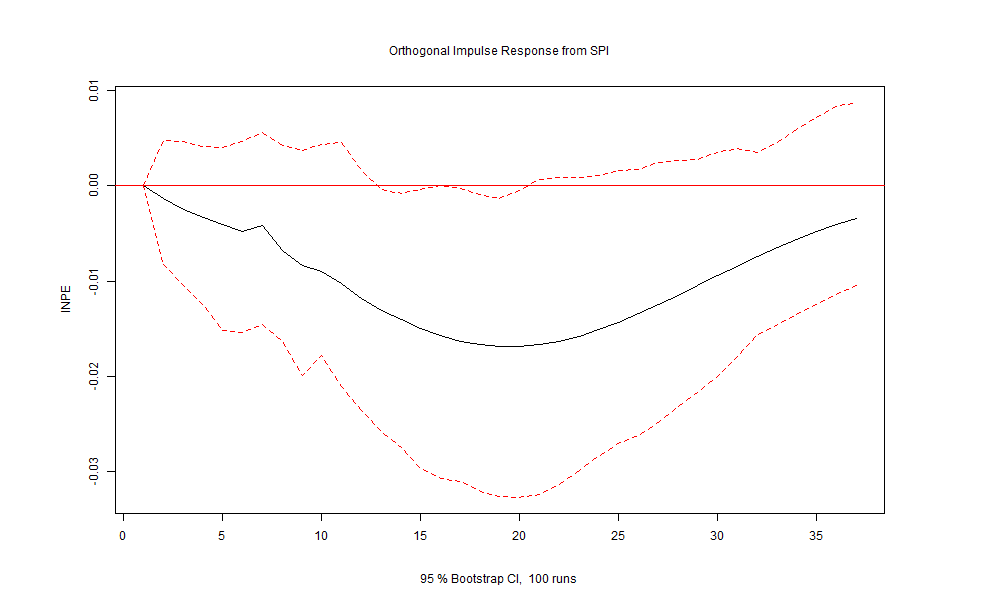 Orthogonal Impulse Response from SPI
0.01
0.00
-0.01
-0.02
-0.03
INPE
0 5 10 15 20 25 30 35
95 % Bootstrap CI, 100 runs